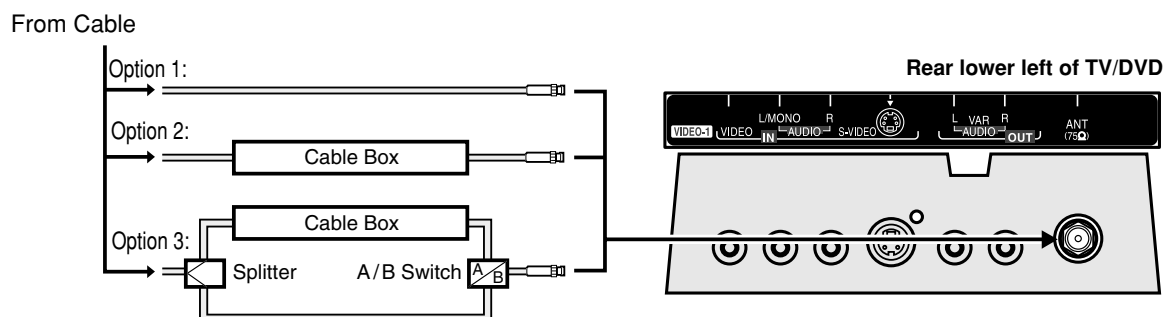 From Cable
Option 1:
Option 2:
Cable Box
Option 3:
Cable Box
Splitter
A/B Switch
A/B
Rear lower left of TV/DVD
L/MONO R L VAR R ANT
VIDEO-1 VIDEO IN AUDIO S-VIDEO AUDIO OUT (75Ω)